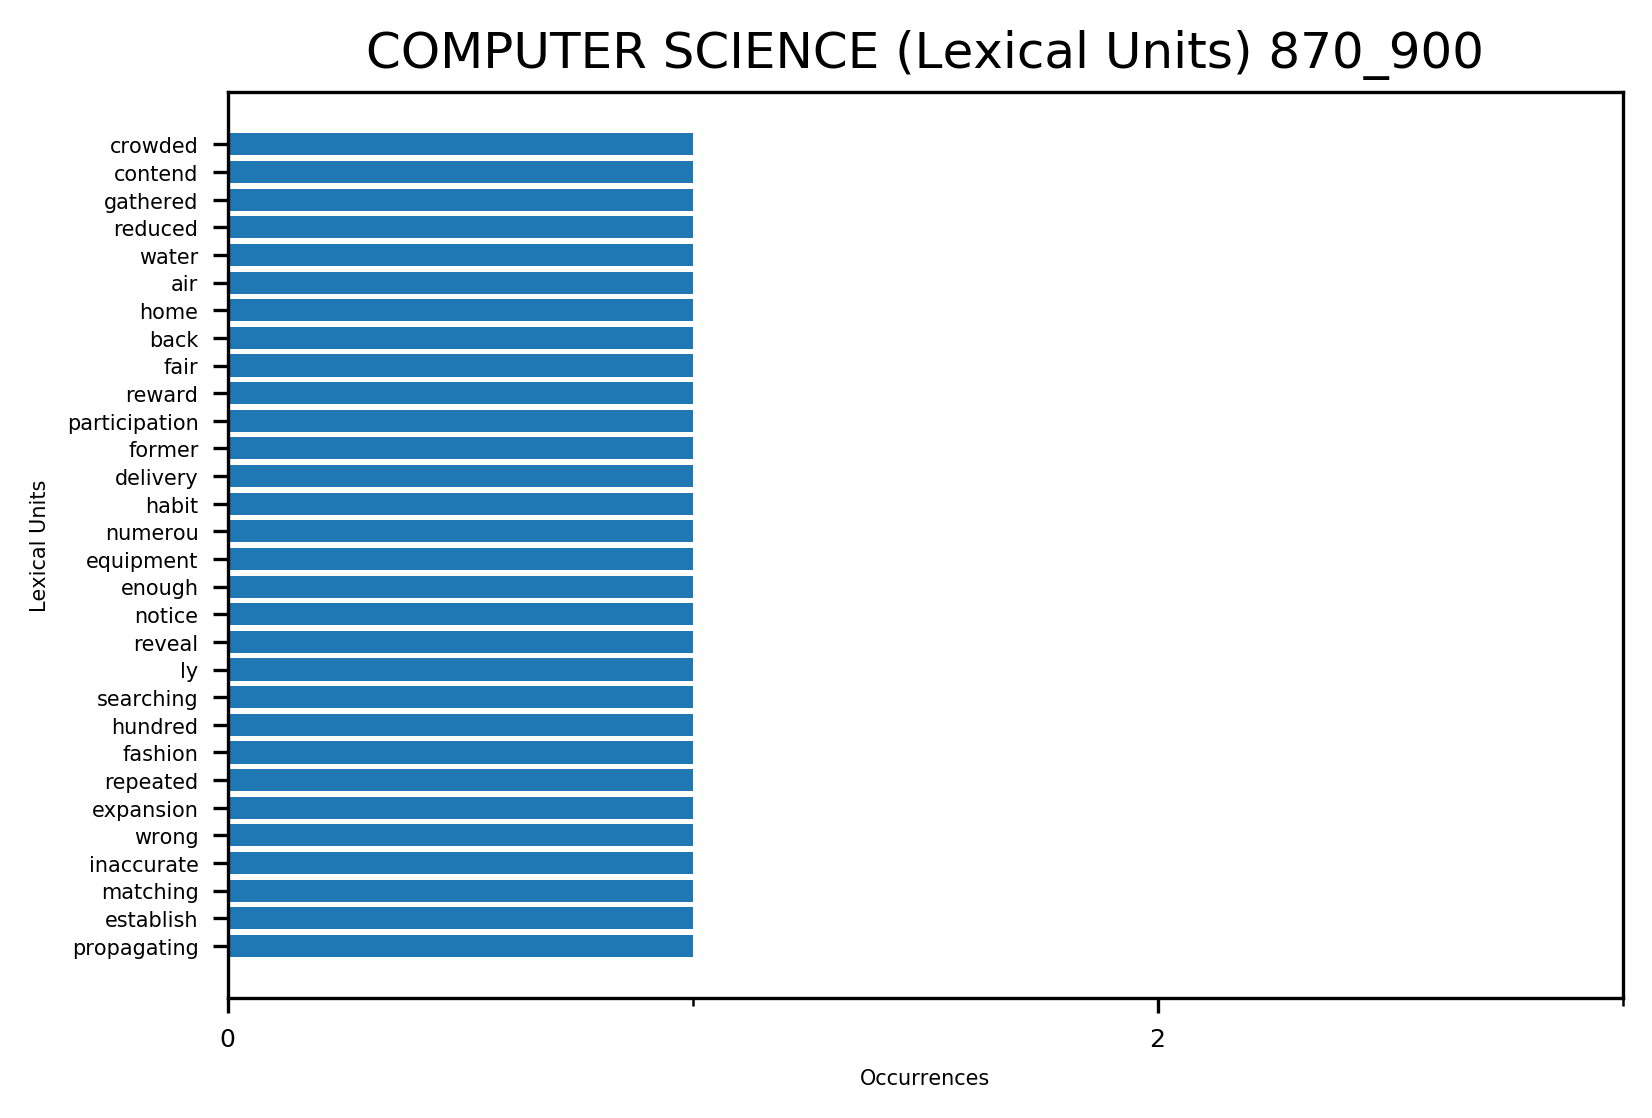 COMPUTER SCIENCE (Lexical Units) 870_900
crowded
contend
gathered
reduced
water
air
home
back
fair
reward
participation
former
delivery
habit
numerou
equipment
enough
notice
reveal
ly
searching
hundred
fashion
repeated
expansion
wrong
inaccurate
matching
establish
propagating
Lexical Units
0 2
Occurrences